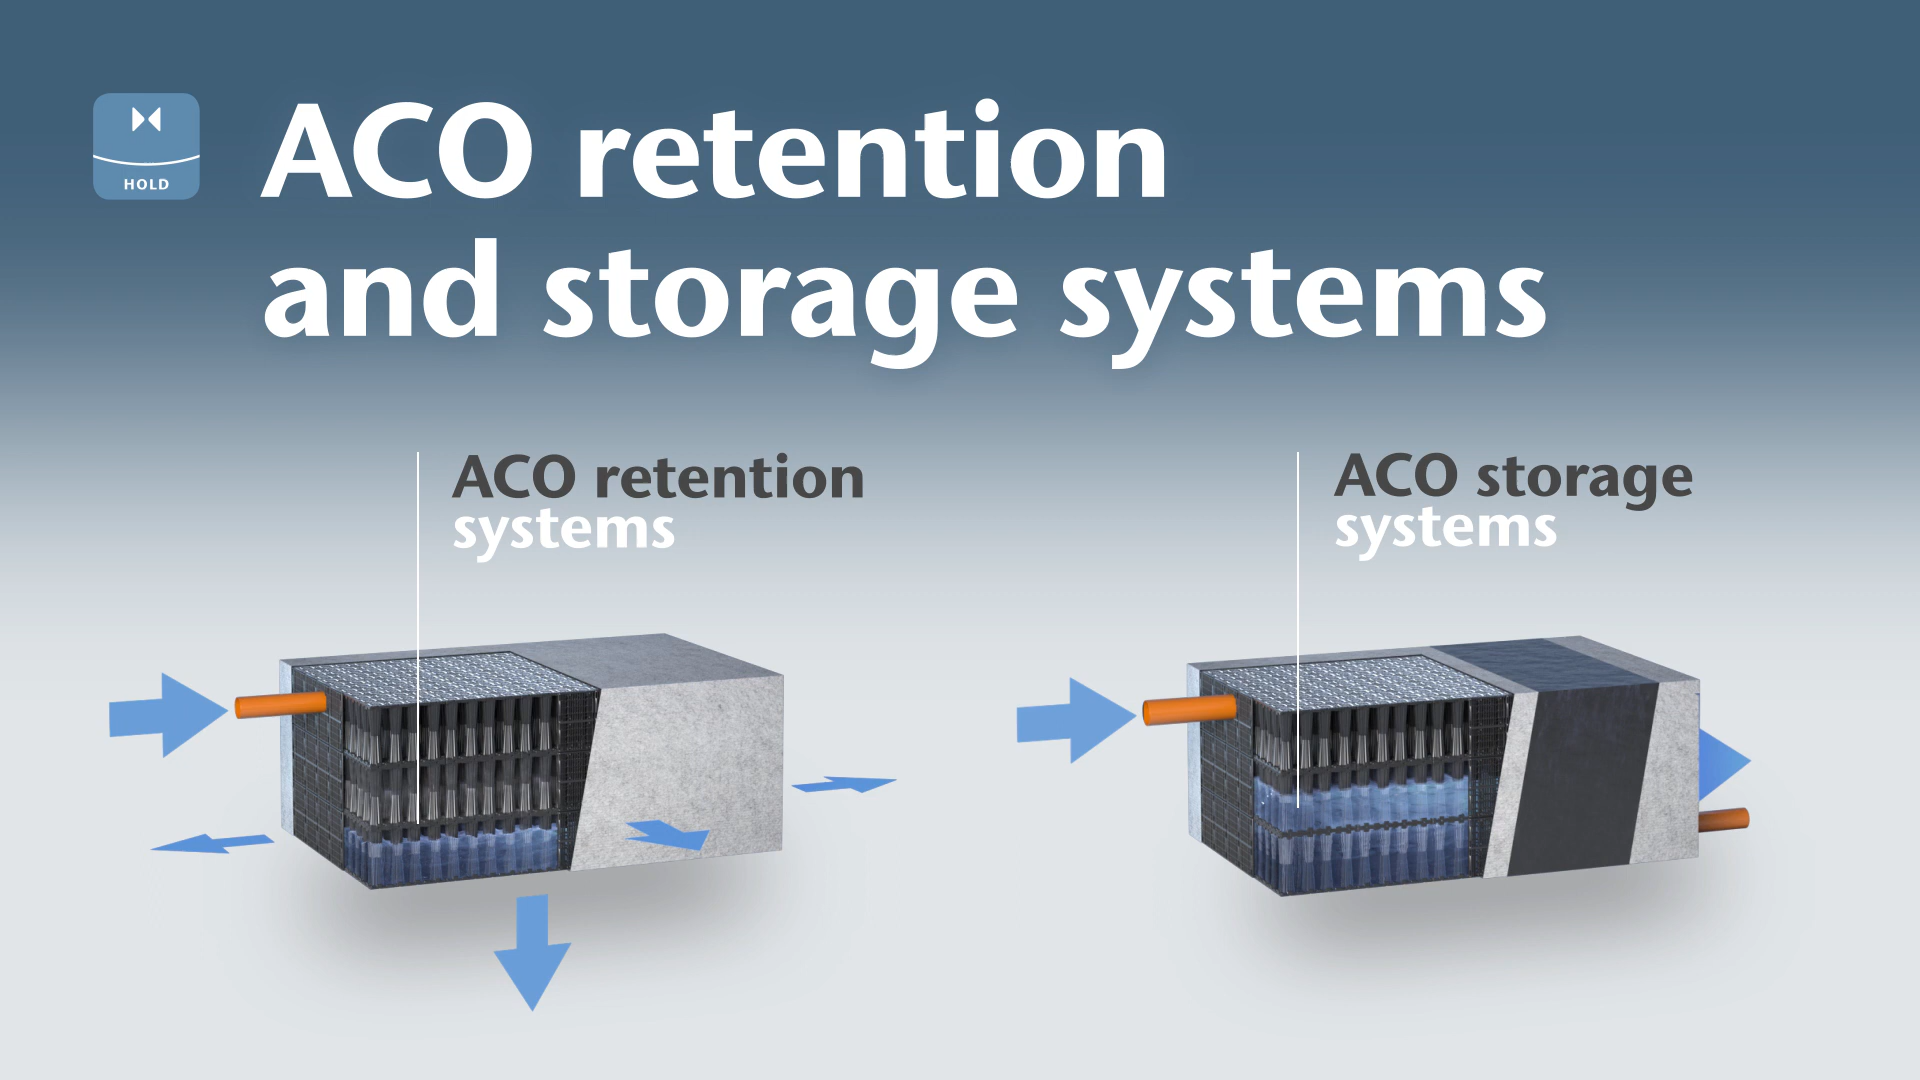 HOLD
ACO retention
and storage systems
ACO retention
systems
ACO storage
systems